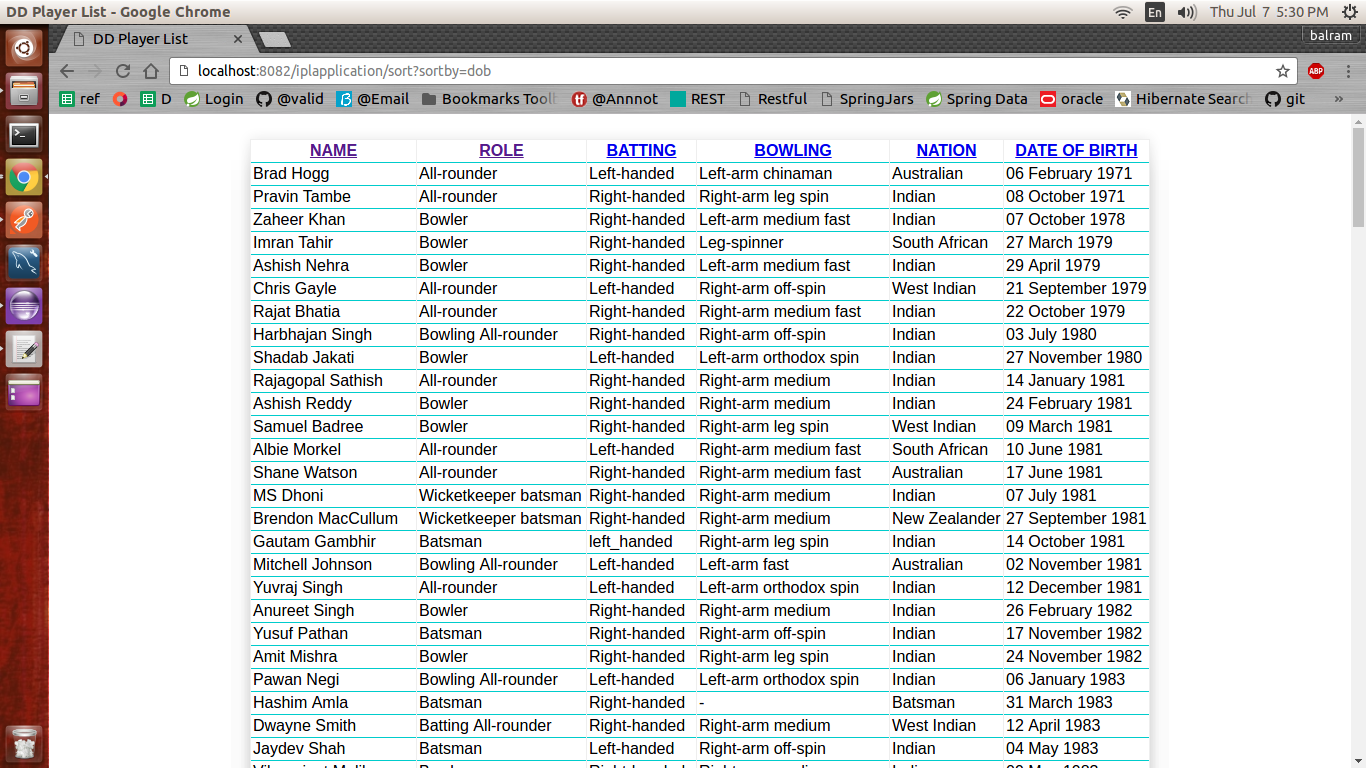 DD Player List - Google Chrome En Thu Jul 7 5:30 PM
DD Player List balram
localhost:8082/iplapplication/sort?sortby=dob ABP
ref D Login @valid @Email Bookmarks Tool @Annnot REST Restful SpringJars Spring Data oracle Hibernate Search git »
NAME ROLE BATTING BOWLING NATION DATE OF BIRTH
Brad Hogg All-rounder Left-handed Left-arm chinaman Australian 06 February 1971
Pravin Tambe All-rounder Right-handed Right-arm leg spin Indian 08 October 1971
Zaheer Khan Bowler Right-handed Left-arm medium fast Indian 07 October 1978
Imran Tahir Bowler Right-handed Leg-spinner South African 27 March 1979
Ashish Nehra Bowler Right-handed Left-arm medium fast Indian 29 April 1979
Chris Gayle All-rounder Left-handed Right-arm off-spin West Indian 21 September 1979
Rajat Bhatia All-rounder Right-handed Right-arm medium fast Indian 22 October 1979
Harbhajan Singh Bowling All-rounder Right-handed Right-arm off-spin Indian 03 July 1980
Shadab Jakati Bowler Left-handed Left-arm orthodox spin Indian 27 November 1980
Rajagopal Sathish All-rounder Right-handed Right-arm medium Indian 14 January 1981
Ashish Reddy Bowler Right-handed Right-arm medium Indian 24 February 1981
Samuel Badree Bowler Right-handed Right-arm leg spin West Indian 09 March 1981
Albie Morkel All-rounder Left-handed Right-arm medium fast South African 10 June 1981
Shane Watson All-rounder Right-handed Right-arm medium fast Australian 17 June 1981
MS Dhoni Wicketkeeper batsman Right-handed Right-arm medium Indian 07 July 1981
Brendon MacCullum Wicketkeeper batsman Right-handed Right-arm medium New Zealander 27 September 1981
Gautam Gambhir Batsman left_handed Right-arm leg spin Indian 14 October 1981
Mitchell Johnson Bowling All-rounder Left-handed Left-arm fast Australian 02 November 1981
Yuvraj Singh All-rounder Left-handed Left-arm orthodox spin Indian 12 December 1981
Anureet Singh Bowler Right-handed Right-arm medium Indian 26 February 1982
Yusuf Pathan Batsman Right-handed Right-arm off-spin Indian 17 November 1982
Amit Mishra Bowler Right-handed Right-arm leg spin Indian 24 November 1982
Pawan Negi Bowling All-rounder Left-handed Left-arm orthodox spin Indian 06 January 1983
Hashim Amla Batsman Right-handed - Batsman 31 March 1983
Dwayne Smith Batting All-rounder Right-handed Right-arm medium West Indian 12 April 1983
Jaydev Shah Batsman Left-handed Right-arm off-spin Indian 04 May 1983